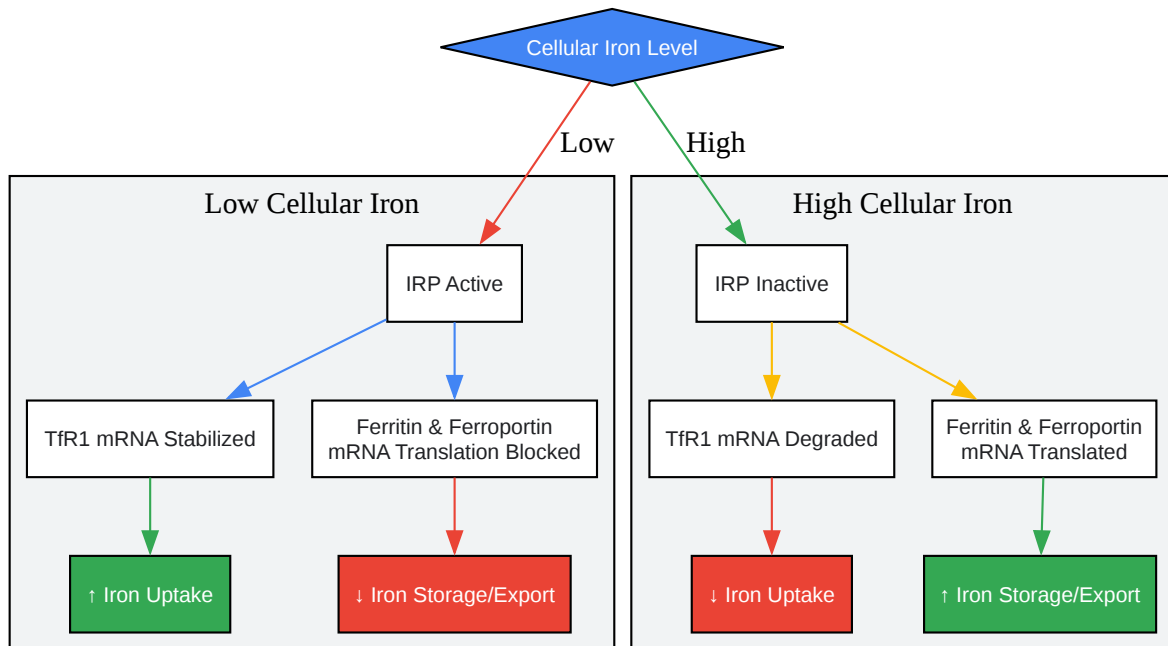 Cellular Iron Level
Low
High
Low Cellular Iron
High Cellular Iron
IRP Active
IRP Inactive
TfR1 mRNA Stabilized
Ferritin & Ferroportin
mRNA Translation Blocked
TfR1 mRNA Degraded
Ferritin & Ferroportin
mRNA Translated
↑ Iron Uptake
↓ Iron Storage/Export
↓ Iron Uptake
↑ Iron Storage/Export